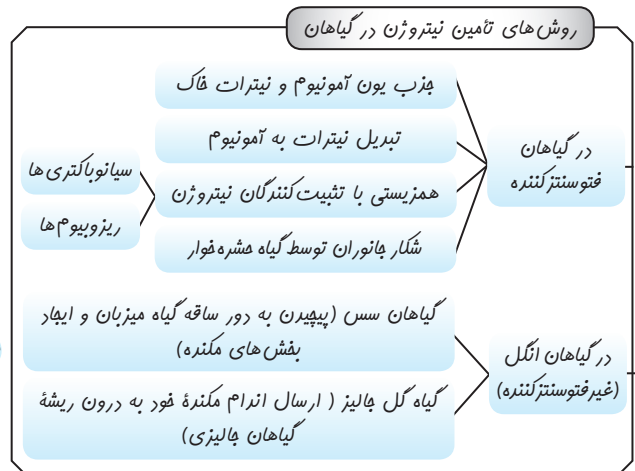 روش‌های تأمین نیتروژن در گیاهان
در گیاهان
فتوسنتزکننده
جذب یون آمونیوم و نیترات خاک
تبدیل نیترات به آمونیوم
همزیستی با تثبیت‌کنندگان نیتروژن
سیانوباکتری‌ها
ریزوبیوم‌ها
شکار جانوران توسط گیاه حشره‌خوار
در گیاهان انگل
(غیرفتوسنتزکننده)
گیاهان سس (پیچیدن به دور ساقه گیاه میزبان و ایجاد
بخش‌های مکنده)
گیاه گل جالیز ( ارسال اندام مکندهٔ خود به درون ریشهٔ
گیاهان جالیزی)